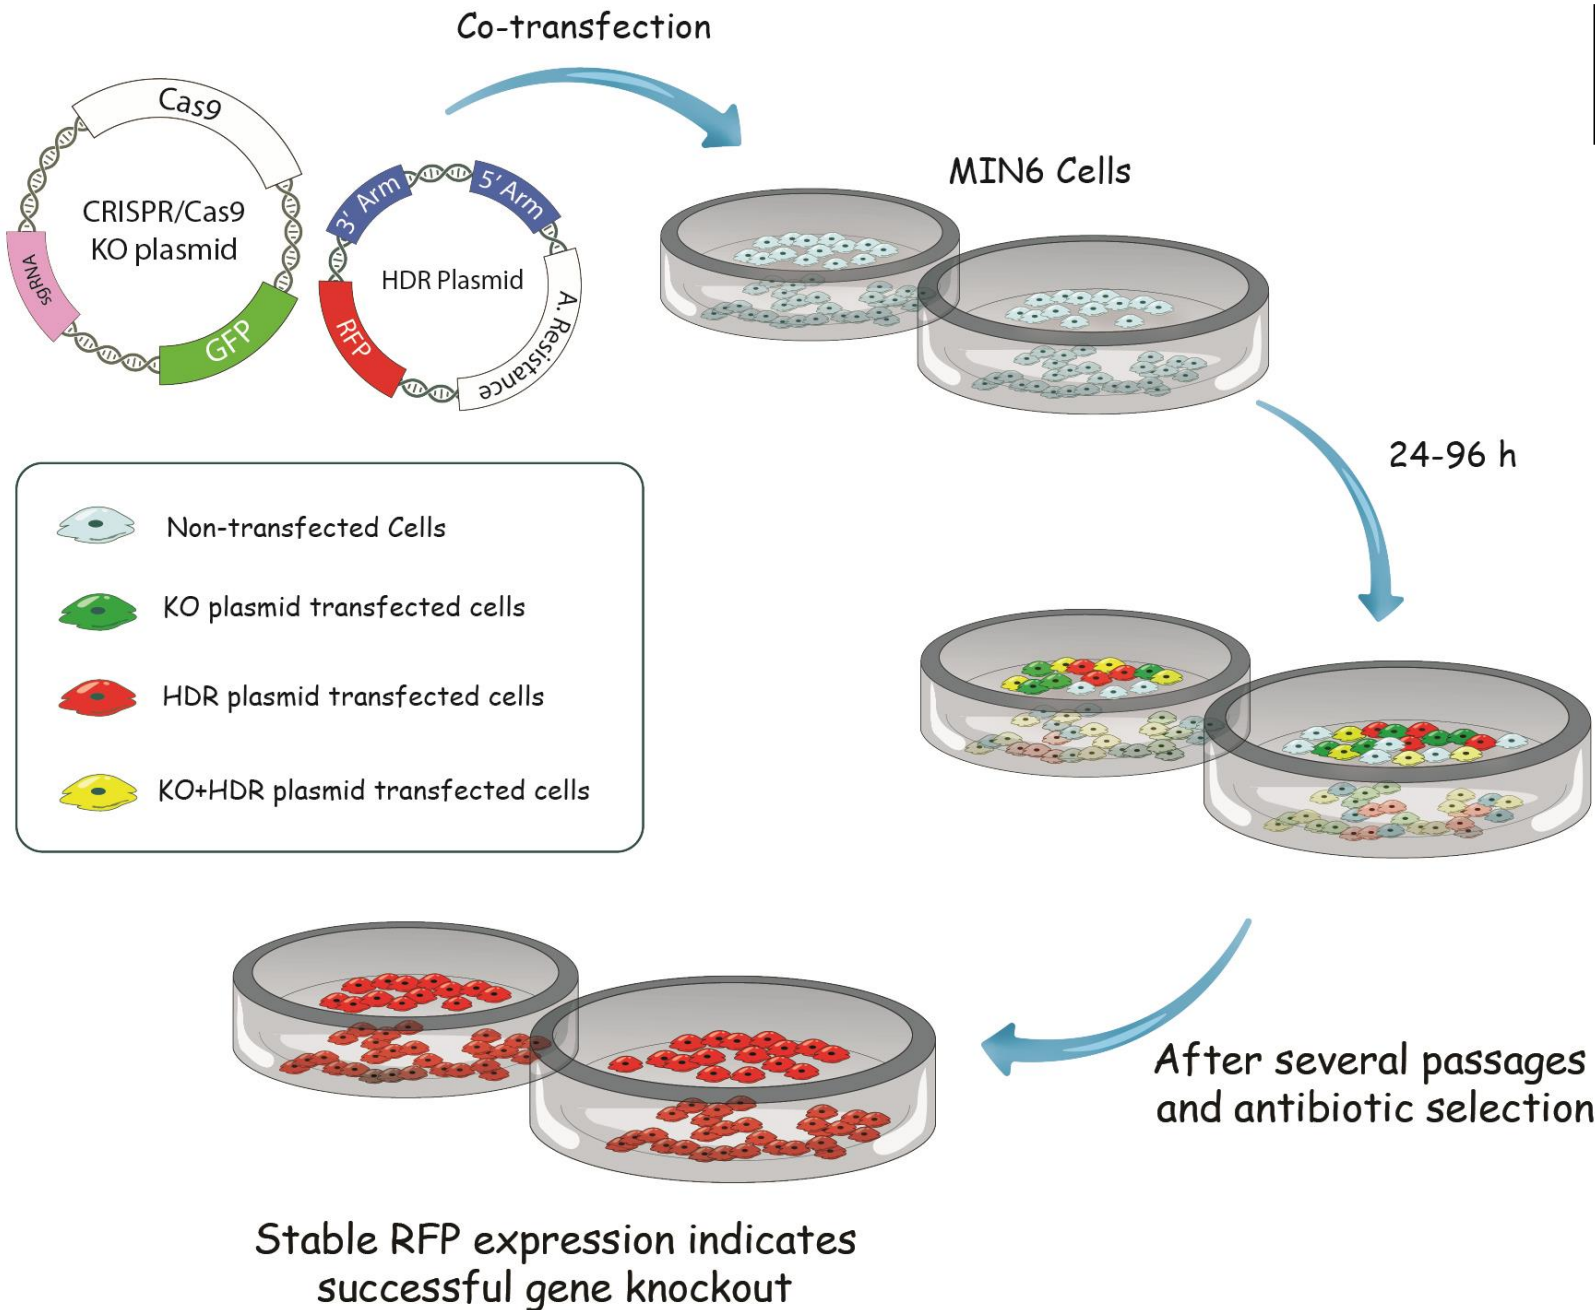 Co-transfection
Cas9
CRISPR/Cas9
KO plasmid
sgRNA
GFP
3' Arm
5' Arm
HDR Plasmid
RFP
A. Resistance
MIN6 Cells
24-96 h
Non-transfected Cells
KO plasmid transfected cells
HDR plasmid transfected cells
KO+HDR plasmid transfected cells
After several passages
and antibiotic selection
Stable RFP expression indicates
successful gene knockout